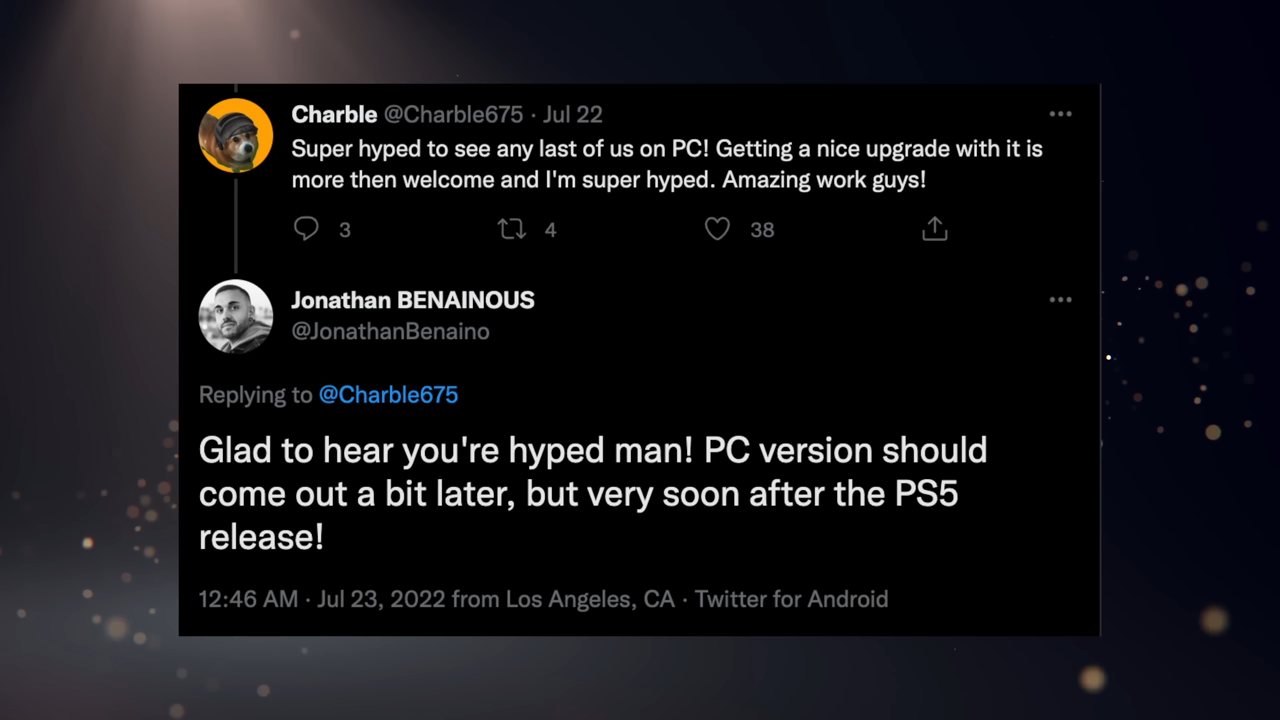 Charble @Charble675 · Jul 22
Super hyped to see any last of us on PC! Getting a nice upgrade with it is
more then welcome and I'm super hyped. Amazing work guys!
3 4 38
Jonathan BENAINOUS
@JonathanBenaino
Replying to @Charble675
Glad to hear you're hyped man! PC version should
come out a bit later, but very soon after the PS5
release!
12:46 AM · Jul 23, 2022 from Los Angeles, CA · Twitter for Android